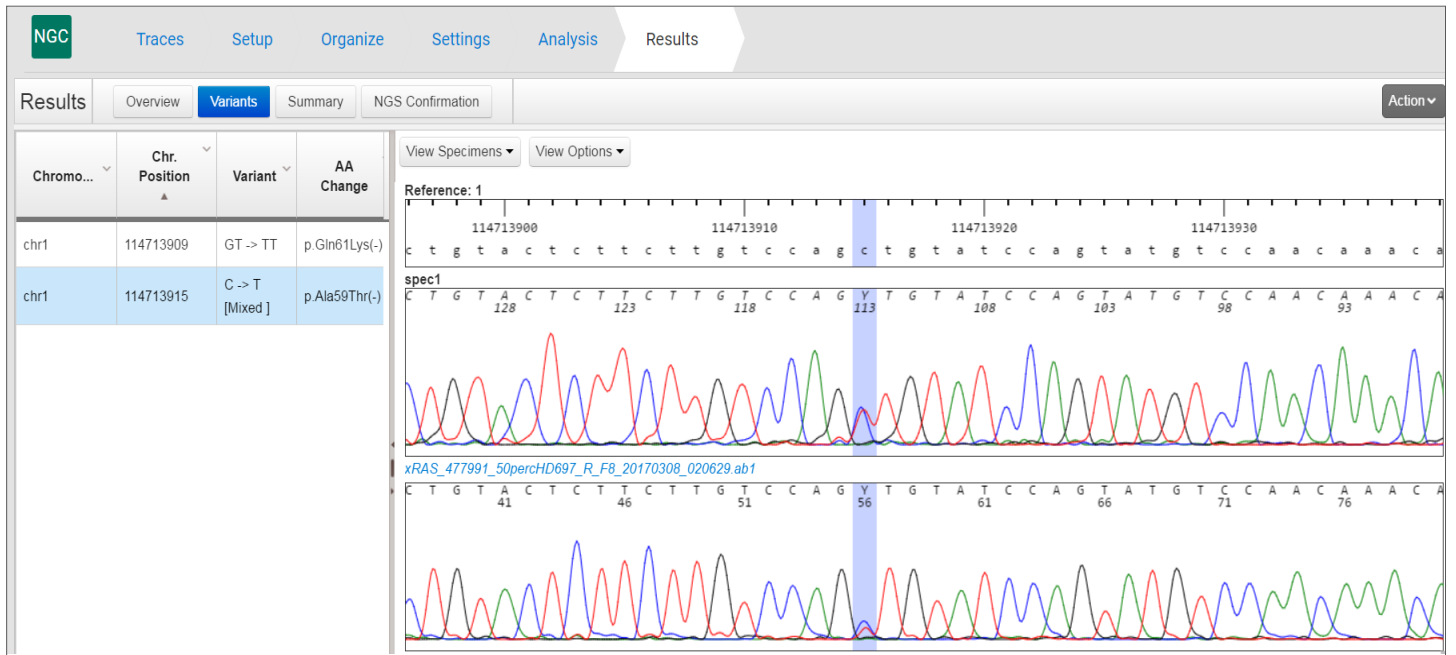 NGC
Traces Setup Organize Settings Analysis Results
Results Overview Variants Summary NGS Confirmation Action
Chromo... Chr. Position Variant AA Change
chr1 114713909 GT -> TT p.Gln61Lys(-)
chr1 114713915 C -> T [Mixed ] p.Ala59Thr(-)
View Specimens View Options
Reference: 1
114713900 114713910 114713920 114713930
c t g t a c t c t t c t t g t c c a g c t g t a t c c a g t a t g t c c a a c a a a c a
spec1
C T G T A C T C T T C T T G T C C A G Y T G T A T C C A G T A T G T C C A A C A A A C A
128 123 118 113 108 103 98 93
xRAS_477991_50percHD697_R_F8_20170308_020629.ab1
C T G T A C T C T T C T T G T C C A G Y T G T A T C C A G T A T G T C C A A C A A A C A
41 46 51 56 61 66 71 76